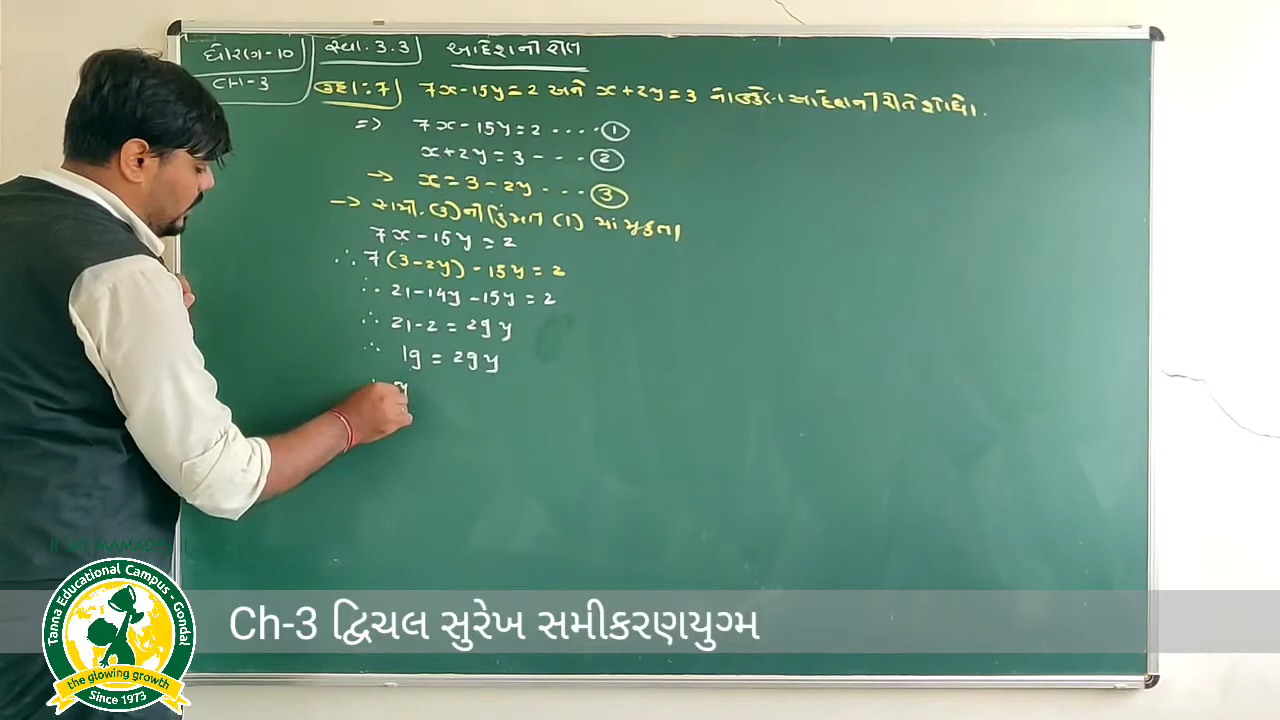 ધોરણ-10
CH-3
સ્વા. 3.3
આદેશની રીત
ઉદા:7) 7x-15y=2 અને x+2y=3 નો ઉકેલ આદેશની રીતે શોધો.
=> 7x-15y=2 ---- 1
x+2y=3 ---- 2
→ x=3-2y --- 3
→ સમી. (3)ની કિંમત (1) માં મૂકતા
7x-15y=2
∴ 7(3-2y)-15y=2
∴ 21-14y-15y=2
∴ 21-2=29y
∴ 19=29y
∴ y
Ch-3 દ્વિચલ સુરેખ સમીકરણયુગ્મ
Tanna Educational Campus - Gondal
the glowing growth
Since 1973